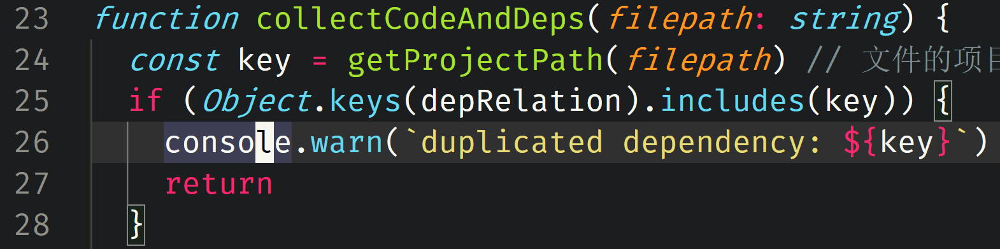 23 function collectCodeAndDeps(filepath: string) {
24 const key = getProjectPath(filepath) // 文件的项目
25 if (Object.keys(depRelation).includes(key)) {
26 console.warn(`duplicated dependency: ${key}`)
27 return
28 }